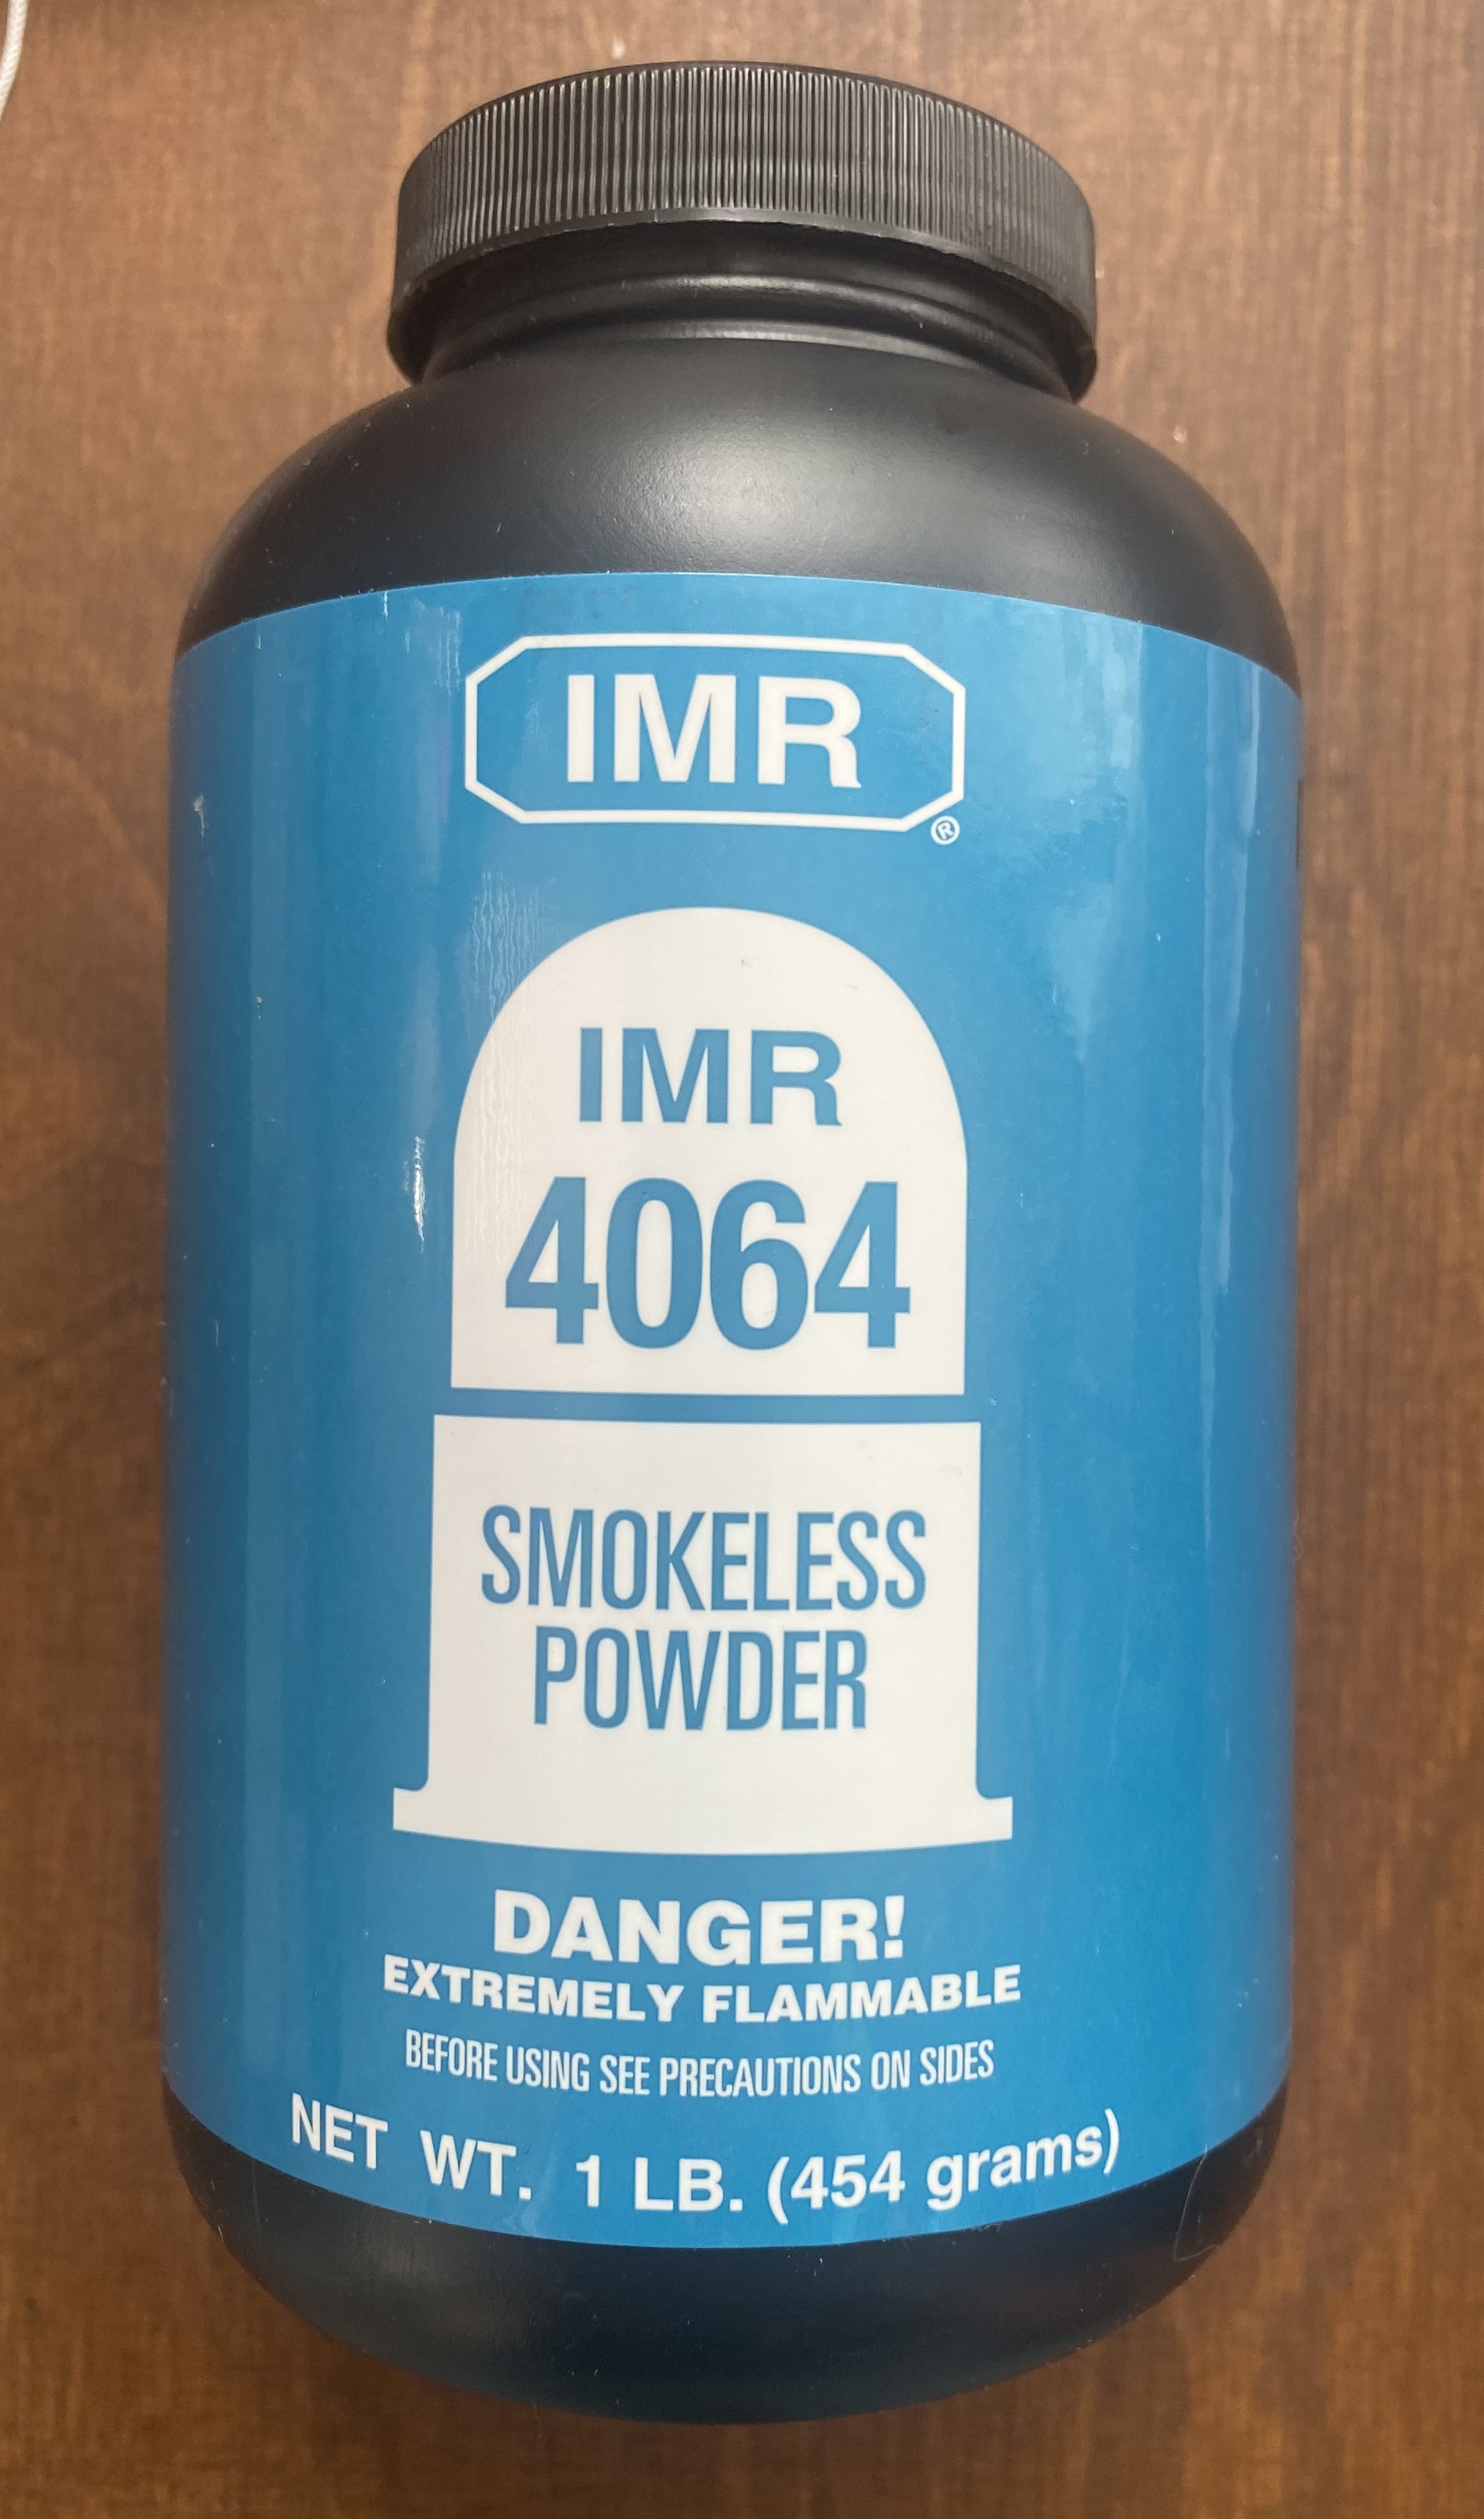 IMR
®
IMR
4064
SMOKELESS
POWDER
DANGER!
EXTREMELY FLAMMABLE
BEFORE USING SEE PRECAUTIONS ON SIDES
NET WT. 1 LB. (454 grams)